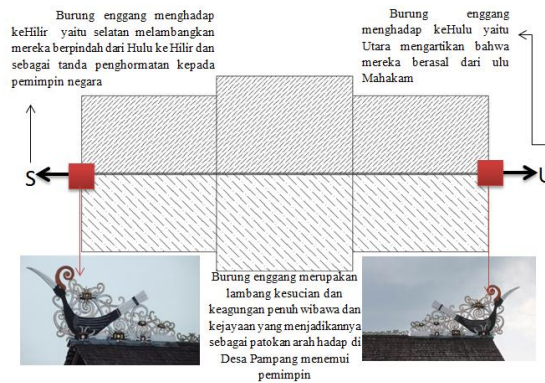 Burung enggang menghadap
keHilir yaitu selatan melambangkan
mereka berpindah dari Hulu ke Hilir dan
sebagai tanda penghormatan kepada
pemimpin negara
Burung enggang
menghadap keHulu yaitu
Utara mengartikan bahwa
mereka berasal dari ulu
Mahakam
S
U
Burung enggang merupakan
lambang kesucian dan
keagungan penuh wibawa dan
kejayaan yang menjadikannya
sebagai patokan arah hadap di
Desa Pampang menemui
pemimpin